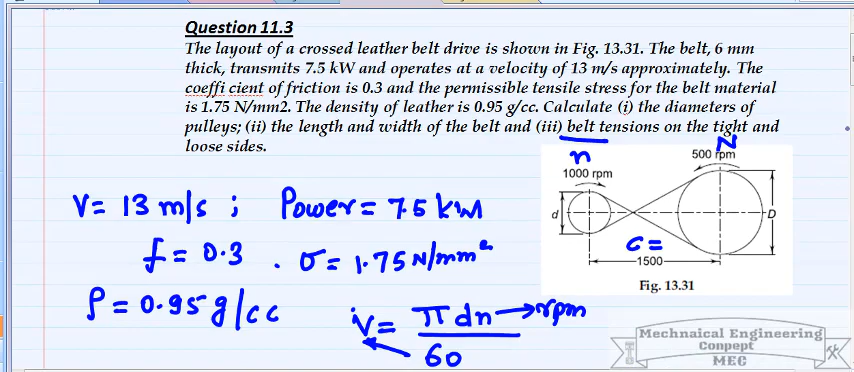 Question 11.3
The layout of a crossed leather belt drive is shown in Fig. 13.31. The belt, 6 mm
thick, transmits 7.5 kW and operates at a velocity of 13 m/s approximately. The
coeffi cient of friction is 0.3 and the permissible tensile stress for the belt material
is 1.75 N/mm2. The density of leather is 0.95 g/cc. Calculate (i) the diameters of
pulleys; (ii) the length and width of the belt and (iii) belt tensions on the tight and
loose sides.
n
N
1000 rpm
500 rpm
d
D
C =
1500
Fig. 13.31
V = 13 m/s ; Power = 7.5 kW
f = 0.3 . σ = 1.75 N/mm²
ρ = 0.95 g/cc
V = πdn → rpm
60
Mechnaical Engineering
Conpept
MEC